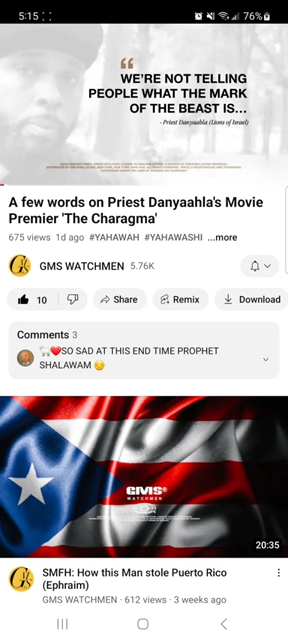 5:15
76%
“
WE'RE NOT TELLING
PEOPLE WHAT THE MARK
OF THE BEAST IS...
- Priest Danyaahla (Lions of Israel)
A few words on Priest Danyaahla's Movie
Premier 'The Charagma'
675 views 1d ago #YAHAWAH #YAHAWASHI ...more
GMS WATCHMEN 5.76K
10 Share Remix Download
Comments 3
🐑❤️SO SAD AT THIS END TIME PROPHET
SHALAWAM 😔
GMS®
WATCHMEN
20:35
SMFH: How this Man stole Puerto Rico
(Ephraim)
GMS WATCHMEN · 612 views · 3 weeks ago